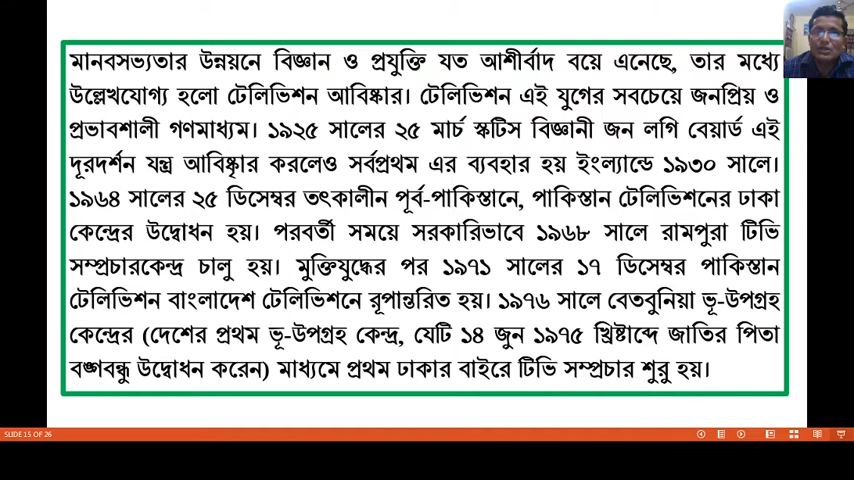 মানবসভ্যতার উন্নয়নে বিজ্ঞান ও প্রযুক্তি যত আশীর্বাদ বয়ে এনেছে, তার মধ্যে
উল্লেখযোগ্য হলো টেলিভিশন আবিষ্কার। টেলিভিশন এই যুগের সবচেয়ে জনপ্রিয় ও
প্রভাবশালী গণমাধ্যম। ১৯২৫ সালের ২৫ মার্চ স্কটিস বিজ্ঞানী জন লগি বেয়ার্ড এই
দূরদর্শন যন্ত্র আবিষ্কৃার করলেও সর্বপ্রথম এর ব্যবহার হয় ইংল্যান্ডে ১৯৩০ সালে।
১৯৬৪ সালের ২৫ ডিসেম্বর তৎকালীন পূর্ব-পাকিস্তানে, পাকিস্তান টেলিভিশনের ঢাকা
কেন্দ্রের উদ্বোধন হয়। পরবর্তী সময়ে সরকারিভাবে ১৯৬৮ সালে রামপুরা টিভি
সম্প্রচারকেন্দ্র চালু হয়। মুক্তিযুদ্ধের পর ১৯৭১ সালের ১৭ ডিসেম্বর পাকিস্তান
টেলিভিশন বাংলাদেশ টেলিভিশনে রূপান্তরিত হয়। ১৯৭৬ সালে বেতবুনিয়া ভূ-উপগ্রহ
কেন্দ্রের (দেশের প্রথম ভূ-উপগ্রহ কেন্দ্র, যেটি ১৪ জুন ১৯৭৫ খ্রিষ্টাব্দে জাতির পিতা
বঙ্গবন্ধু উদ্বোধন করেন) মাধ্যমে প্রথম ঢাকার বাইরে টিভি সম্প্রচার শুরু হয়।
SLIDE 15 OF 26